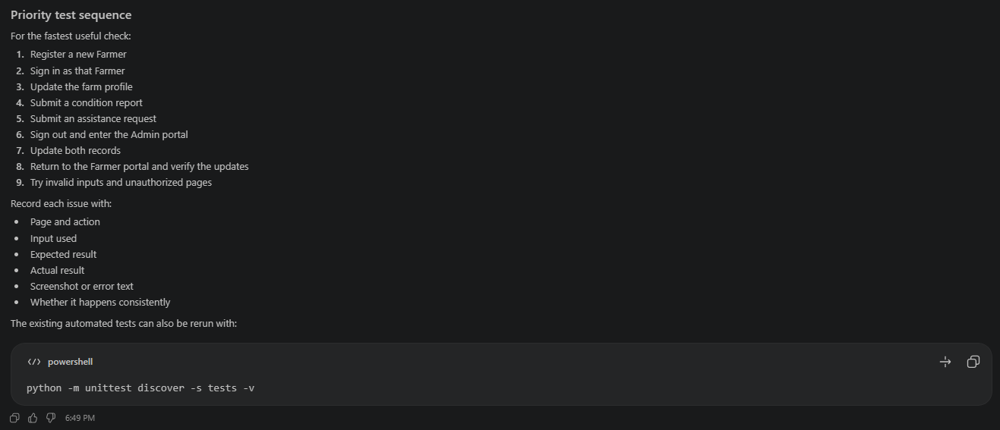 Priority test sequence
For the fastest useful check:
1. Register a new Farmer
2. Sign in as that Farmer
3. Update the farm profile
4. Submit a condition report
5. Submit an assistance request
6. Sign out and enter the Admin portal
7. Update both records
8. Return to the Farmer portal and verify the updates
9. Try invalid inputs and unauthorized pages
Record each issue with:
• Page and action
• Input used
• Expected result
• Actual result
• Screenshot or error text
• Whether it happens consistently
The existing automated tests can also be rerun with:
</> powershell
python -m unittest discover -s tests -v
6:49 PM